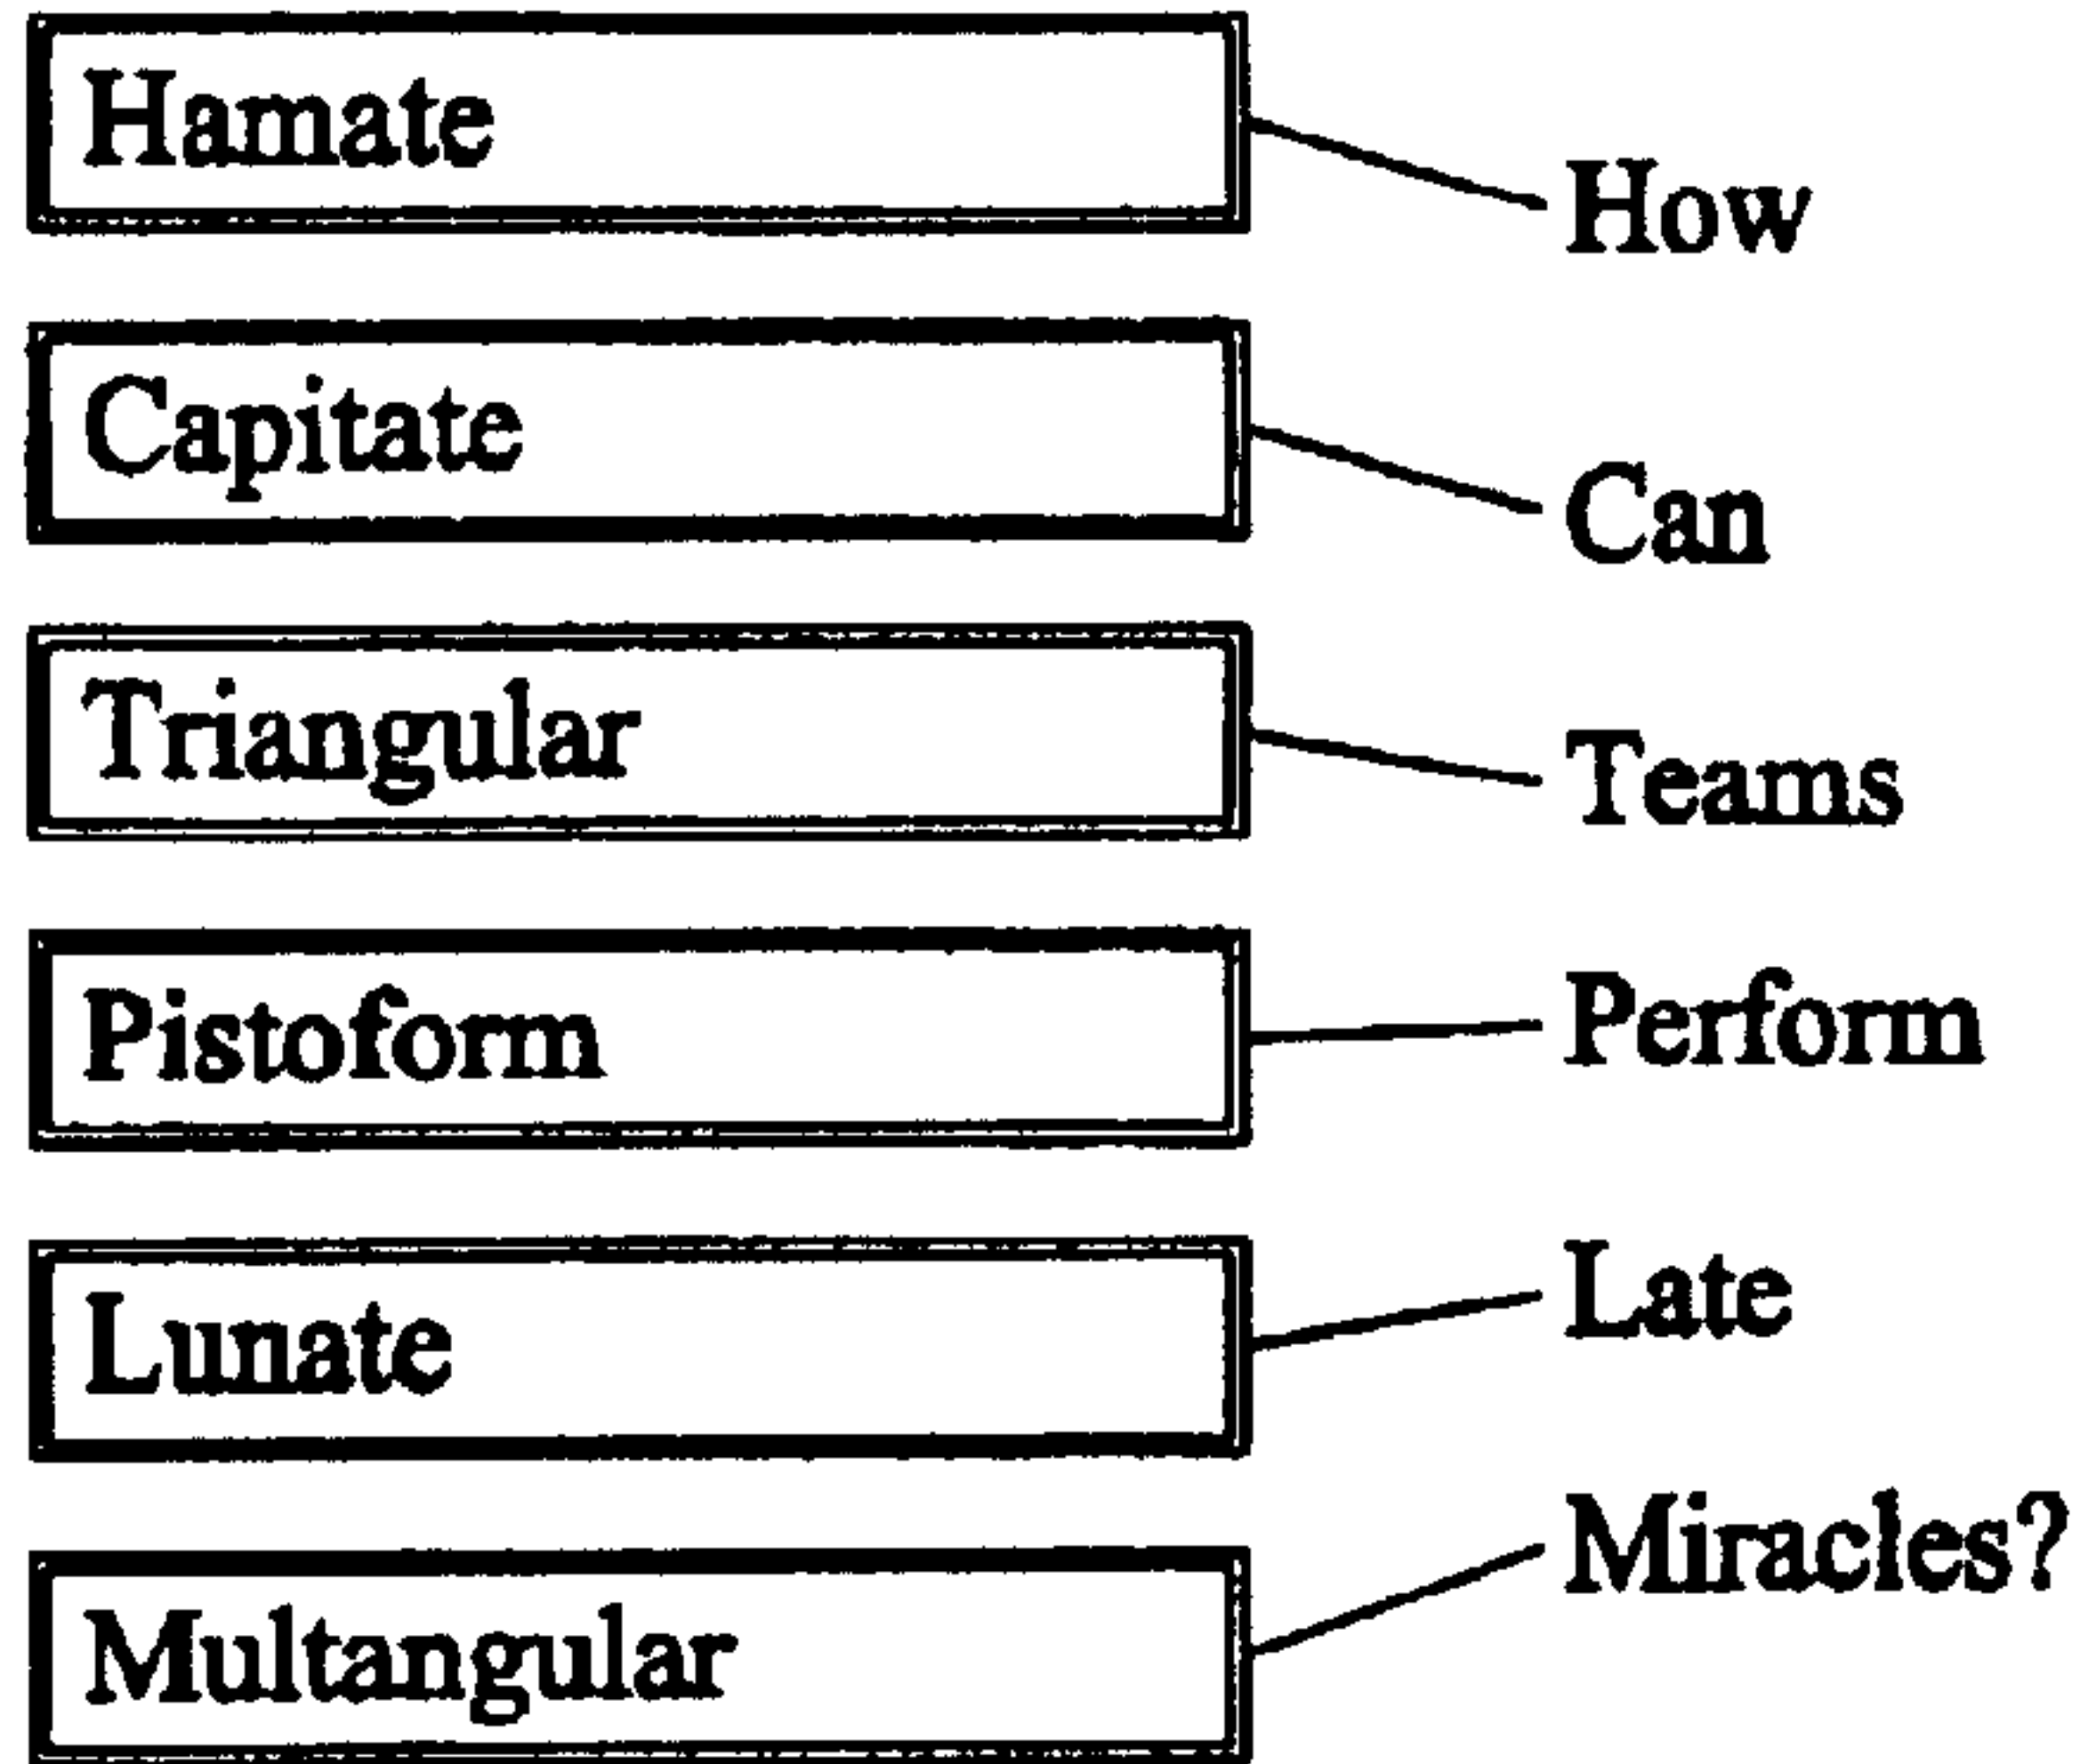 Hamate
How
Capitate
Can
Triangular
Teams
Pistoform
Perform
Lunate
Late
Multangular
Miracles?